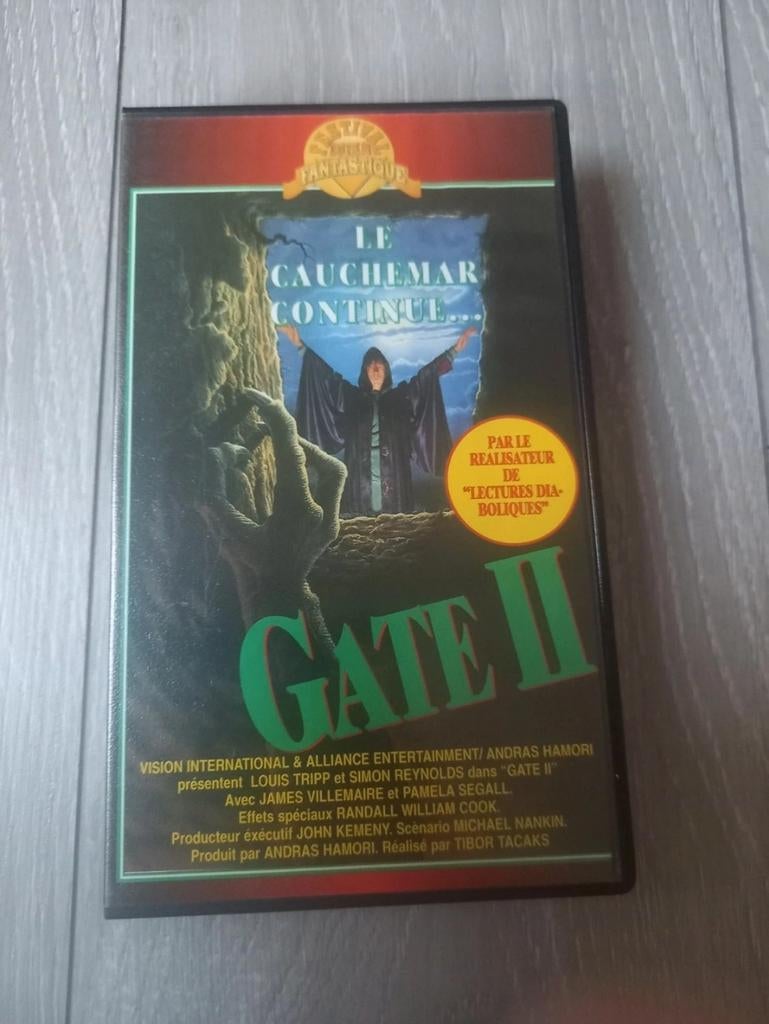 FESTIVAL
FANTASTIQUE
LE
CAUCHEMAR
CONTINUE...
PAR LE
REALISATEUR
DE
"LECTURES DIA-
BOLIQUES"
GATE II
VISION INTERNATIONAL & ALLIANCE ENTERTAINMENT/ ANDRAS HAMORI
présentent LOUIS TRIPP et SIMON REYNOLDS dans "GATE II"
Avec JAMES VILLEMAIRE et PAMELA SEGALL.
Effets spéciaux RANDALL WILLIAM COOK.
Producteur éxécutif JOHN KEMENY. Scènario MICHAEL NANKIN.
Produit par ANDRAS HAMORI. Réalisé par TIBOR TACAKS